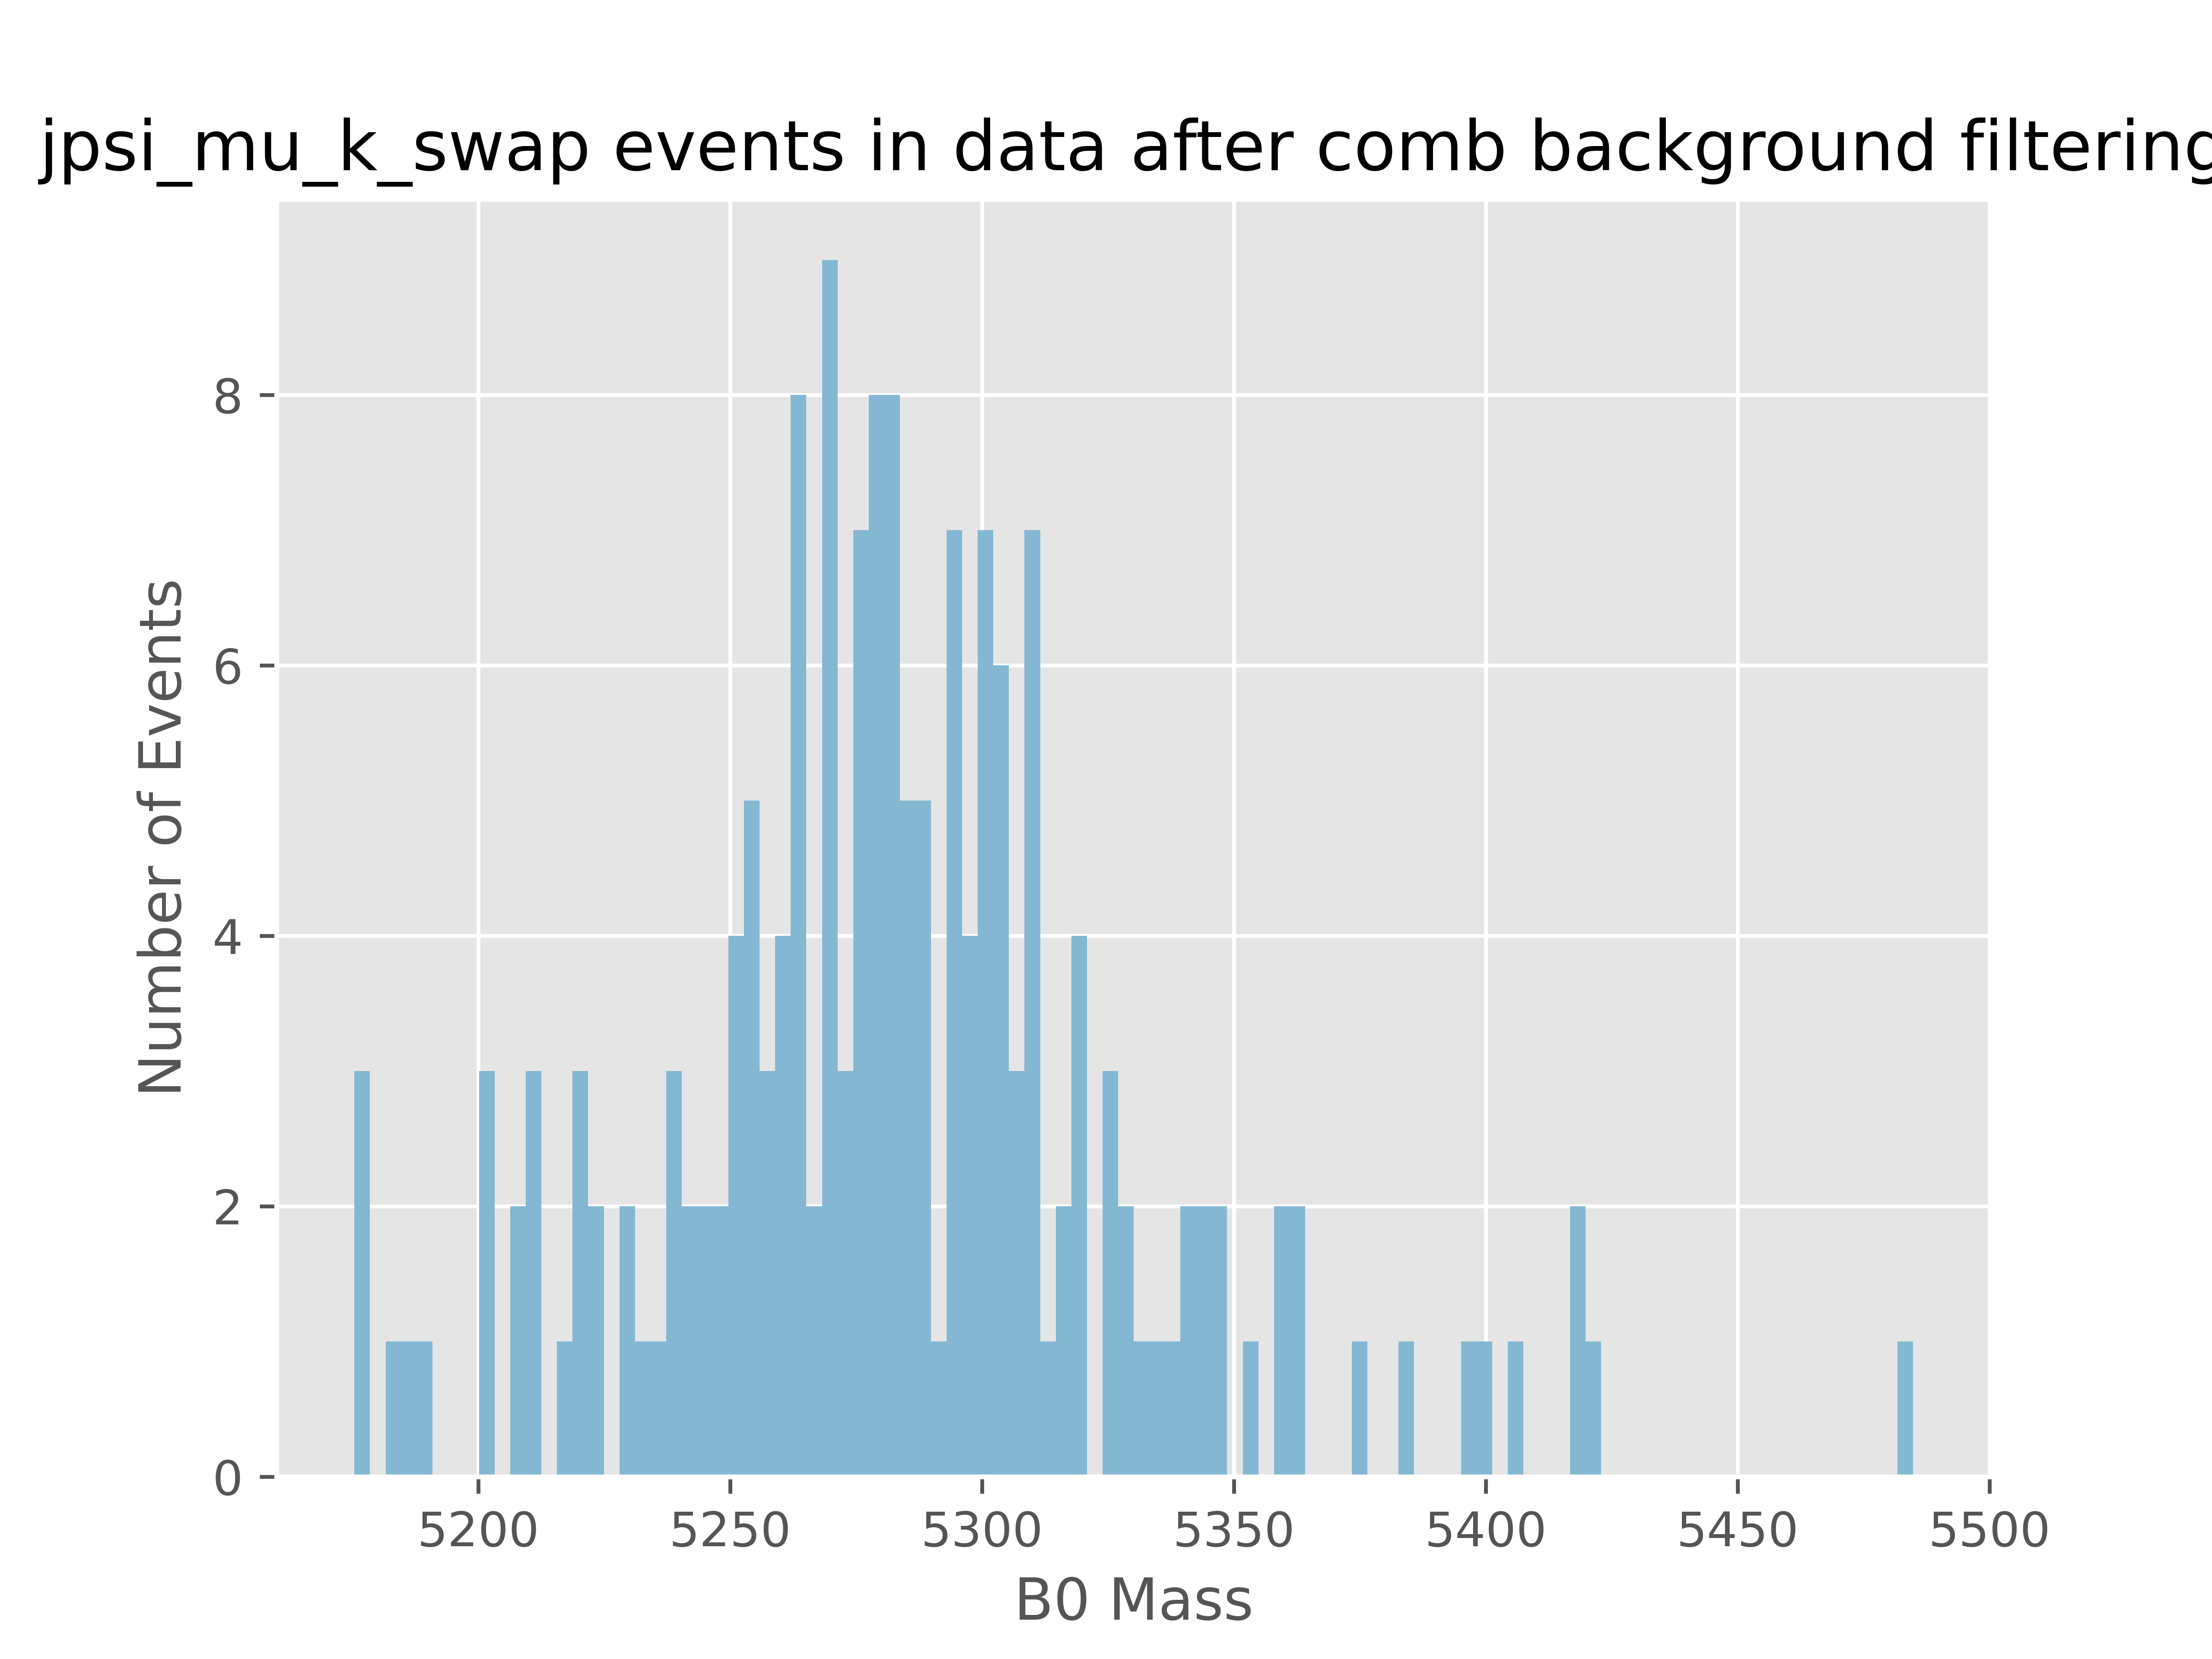 jpsi_mu_k_swap events in data after comb background filtering
Number of Events
8
6
4
2
0
5200 5250 5300 5350 5400 5450 5500
B0 Mass